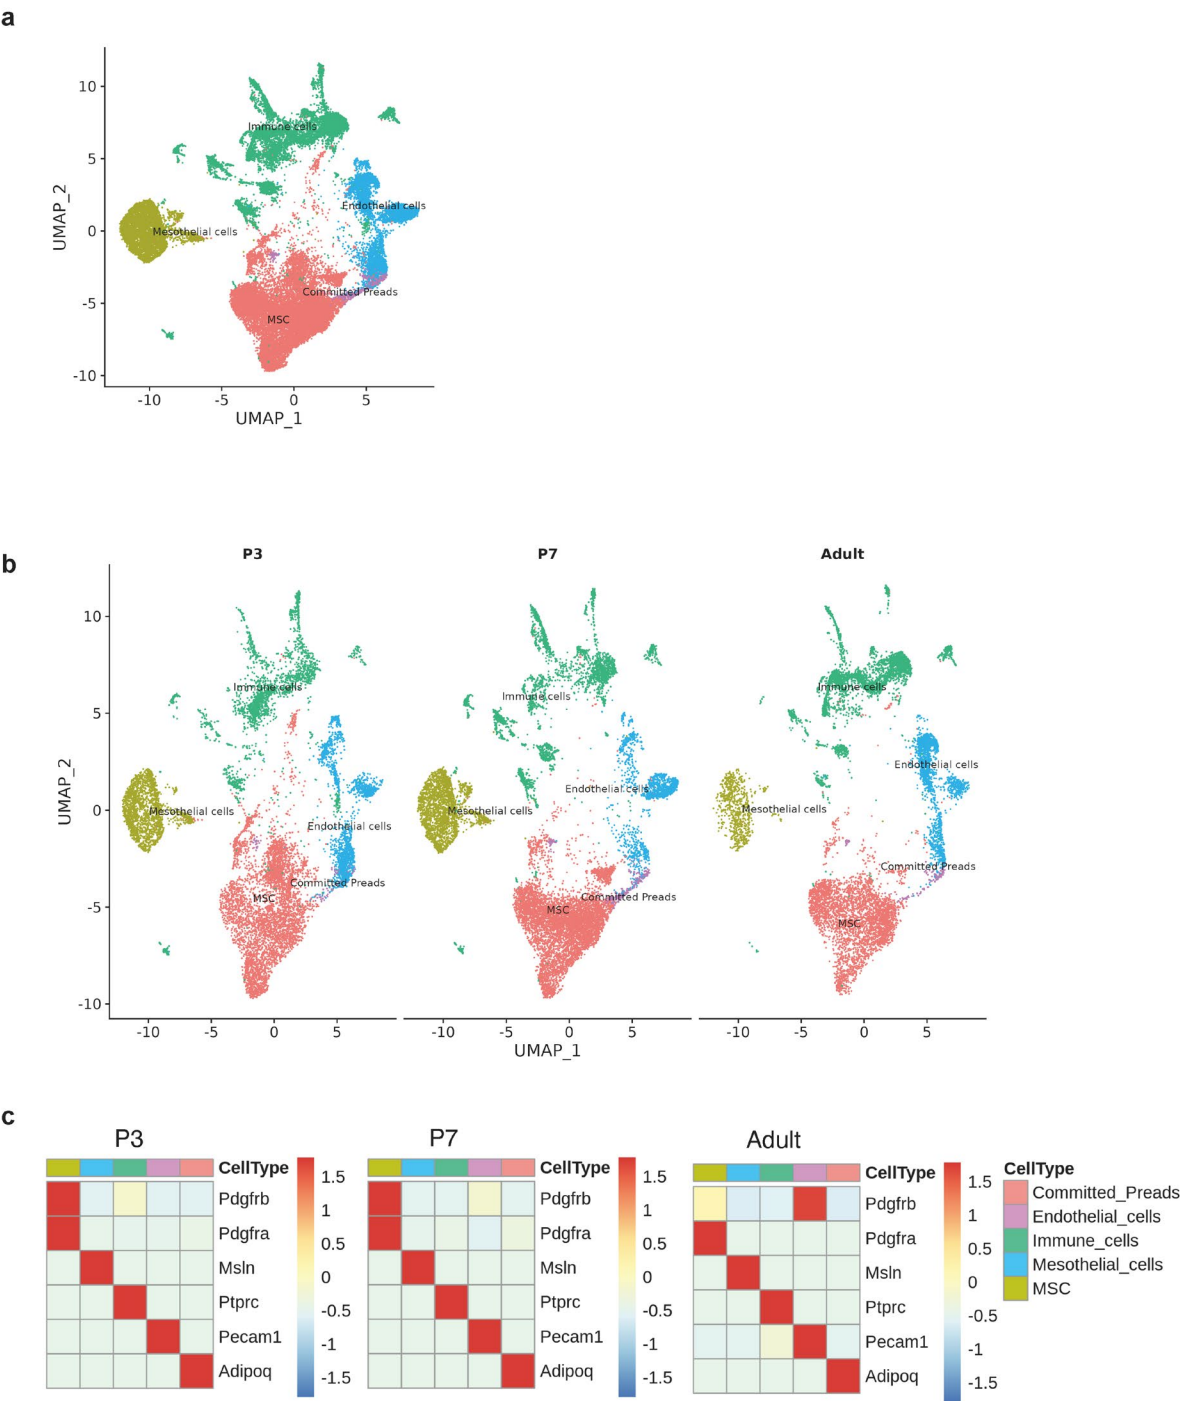 a
10
5
0
-5
-10
UMAP_2
Immune cells
Endothelial cells
Mesothelial cells
Committed Preads
MSC
-10 -5 0 5
UMAP_1
b
P3 P7 Adult
10
5
0
-5
-10
UMAP_2
Immune cells
Mesothelial cells
Endothelial cells
Committed Preads
MSC
-10 -5 0 5
Immune cells
Endothelial cells
Mesothelial cells
Committed Preads
MSC
-10 -5 0 5
Immune cells
Endothelial cells
Mesothelial cells
Committed Preads
MSC
-10 -5 0 5
UMAP_1
c
P3
CellType
Pdgfrb
Pdgfra
Msln
Ptprc
Pecam1
Adipoq
1.5
1
0.5
0
-0.5
-1
-1.5
P7
CellType
Pdgfrb
Pdgfra
Msln
Ptprc
Pecam1
Adipoq
1.5
1
0.5
0
-0.5
-1
-1.5
Adult
CellType
Pdgfrb
Pdgfra
Msln
Ptprc
Pecam1
Adipoq
1.5
1
0.5
0
-0.5
-1
-1.5
CellType
Committed_Preads
Endothelial_cells
Immune_cells
Mesothelial_cells
MSC